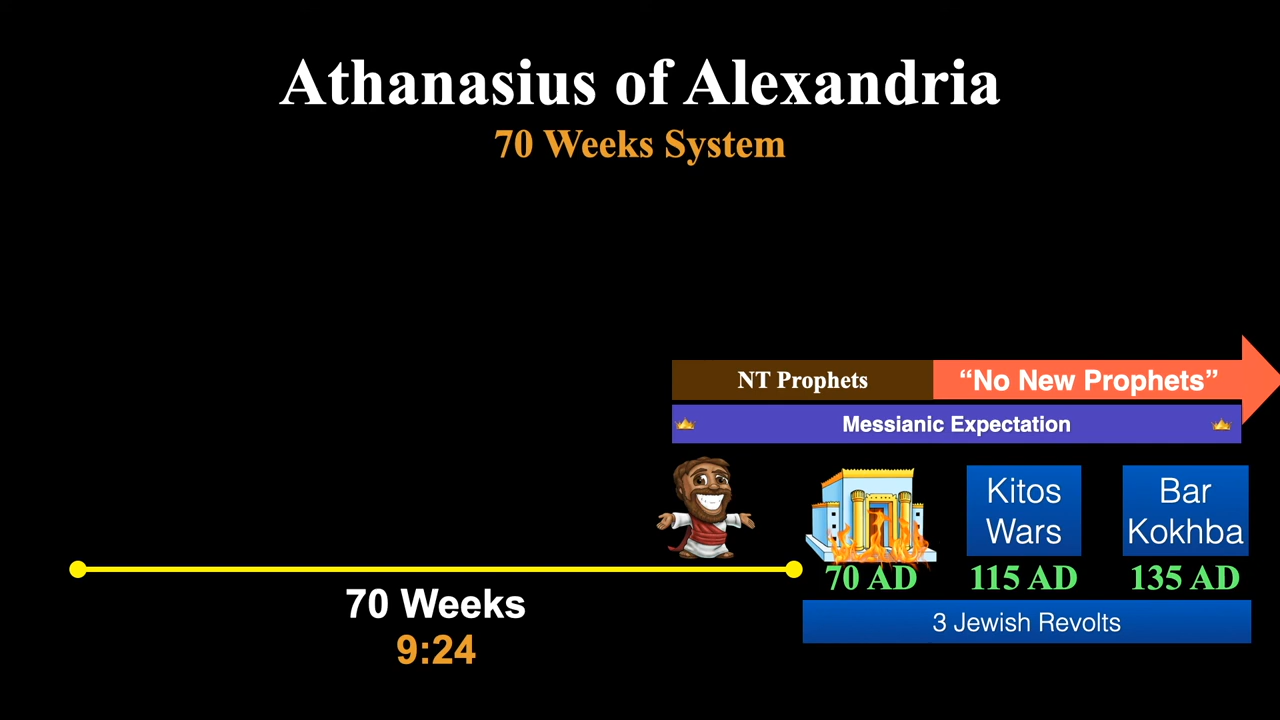 Athanasius of Alexandria
70 Weeks System
NT Prophets
“No New Prophets”
Messianic Expectation
Kitos
Wars
Bar
Kokhba
70 AD
115 AD
135 AD
70 Weeks
9:24
3 Jewish Revolts